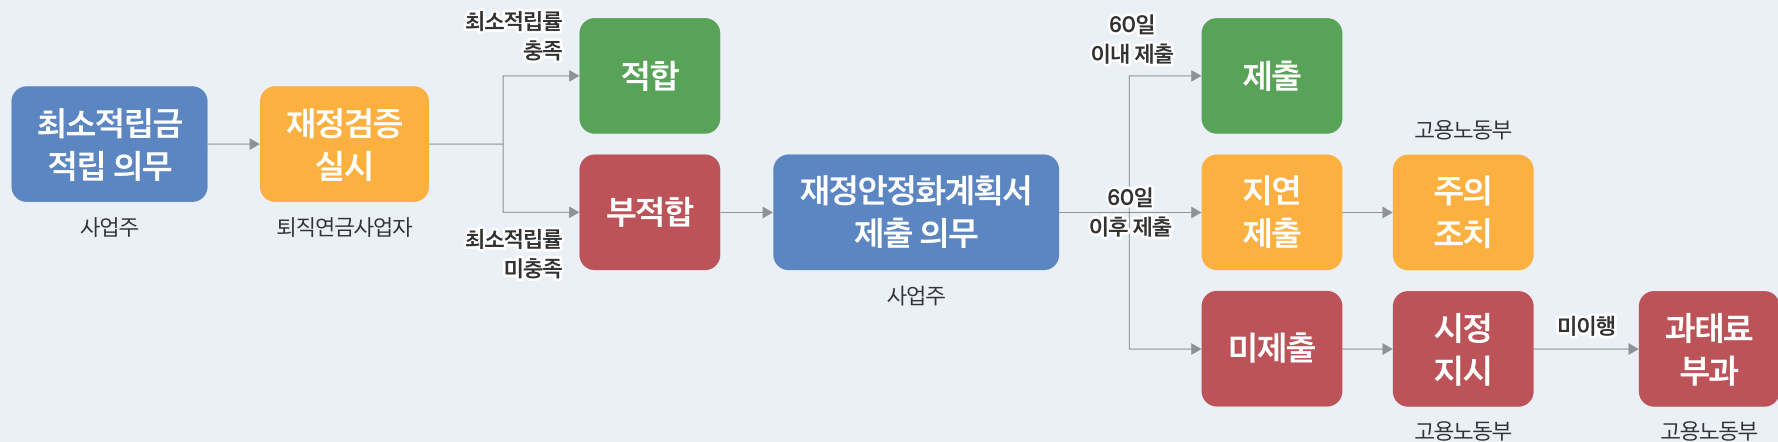 최소적립금
적립 의무
사업주
재정검증
실시
퇴직연금사업자
최소적립률
충족
적합
최소적립률
미충족
부적합
재정안정화계획서
제출 의무
사업주
60일
이내 제출
제출
60일
이후 제출
지연
제출
고용노동부
주의
조치
미제출
시정
지시
고용노동부
미이행
과태료
부과
고용노동부